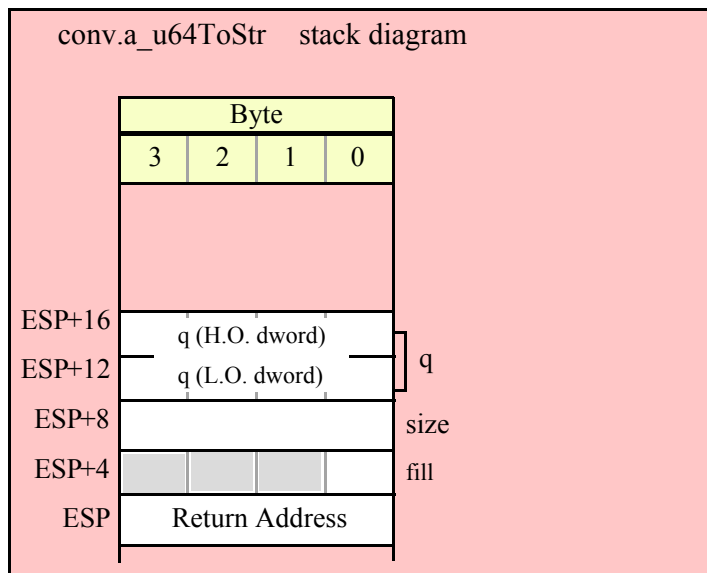 conv.a_u64ToStr stack diagram
Byte
3 2 1 0
ESP+16
q (H.O. dword)
q
ESP+12
q (L.O. dword)
ESP+8
size
ESP+4
fill
ESP
Return Address